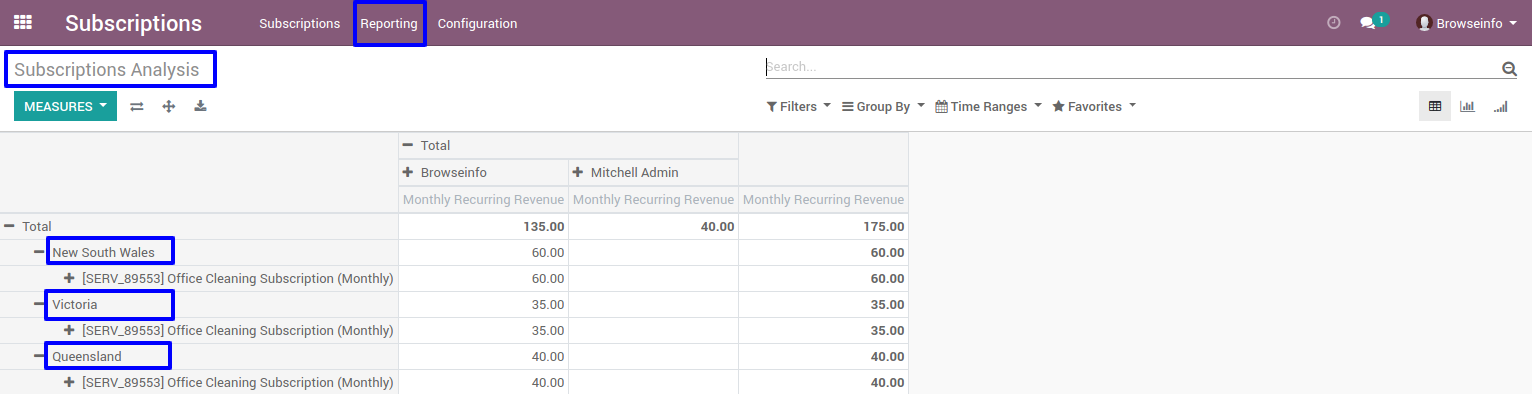 Subscriptions Subscriptions Reporting Configuration 1 Browseinfo
Subscriptions Analysis Search...
MEASURES Filters Group By Time Ranges Favorites
Total
Browseinfo Mitchell Admin
Monthly Recurring Revenue Monthly Recurring Revenue Monthly Recurring Revenue
Total 135.00 40.00 175.00
New South Wales 60.00 60.00
[SERV_89553] Office Cleaning Subscription (Monthly) 60.00 60.00
Victoria 35.00 35.00
[SERV_89553] Office Cleaning Subscription (Monthly) 35.00 35.00
Queensland 40.00 40.00
[SERV_89553] Office Cleaning Subscription (Monthly) 40.00 40.00